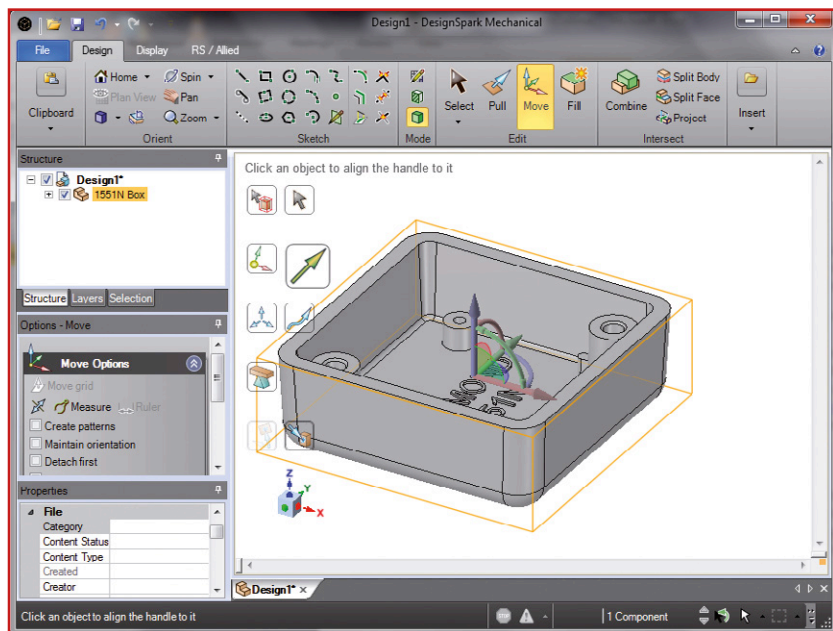 Design1 - DesignSpark Mechanical
File Design Display RS / Allied
Home Spin
Plan View Pan
Zoom
Clipboard
Orient
Sketch
Mode
Select Pull Move Fill
Edit
Combine
Split Body
Split Face
Project
Intersect
Insert
Structure
Design1*
1551N Box
Structure Layers Selection
Options - Move
Move Options
Move grid
Measure Ruler
Create patterns
Maintain orientation
Detach first
Properties
File
Category
Content Status
Content Type
Created
Creator
Click an object to align the handle to it
Z
Y
X
Design1*
Click an object to align the handle to it
1 Component